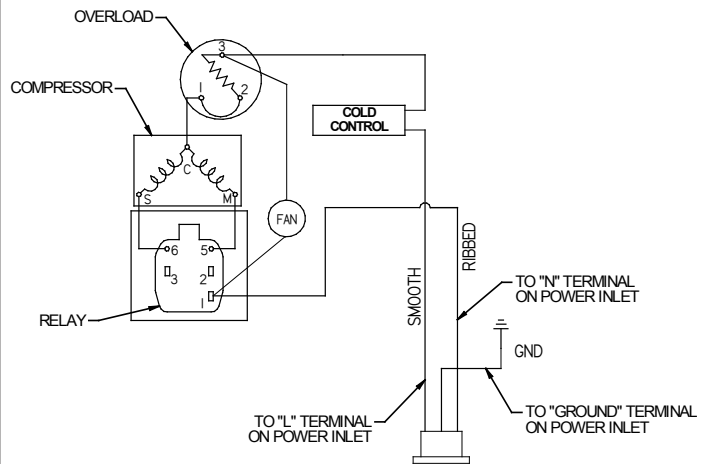 OVERLOAD
3
1
2
COMPRESSOR
COLD
CONTROL
C
S
M
FAN
6
5
3
2
1
RELAY
SMOOTH
RIBBED
TO "N" TERMINAL
ON POWER INLET
GND
TO "L" TERMINAL
ON POWER INLET
TO "GROUND" TERMINAL
ON POWER INLET